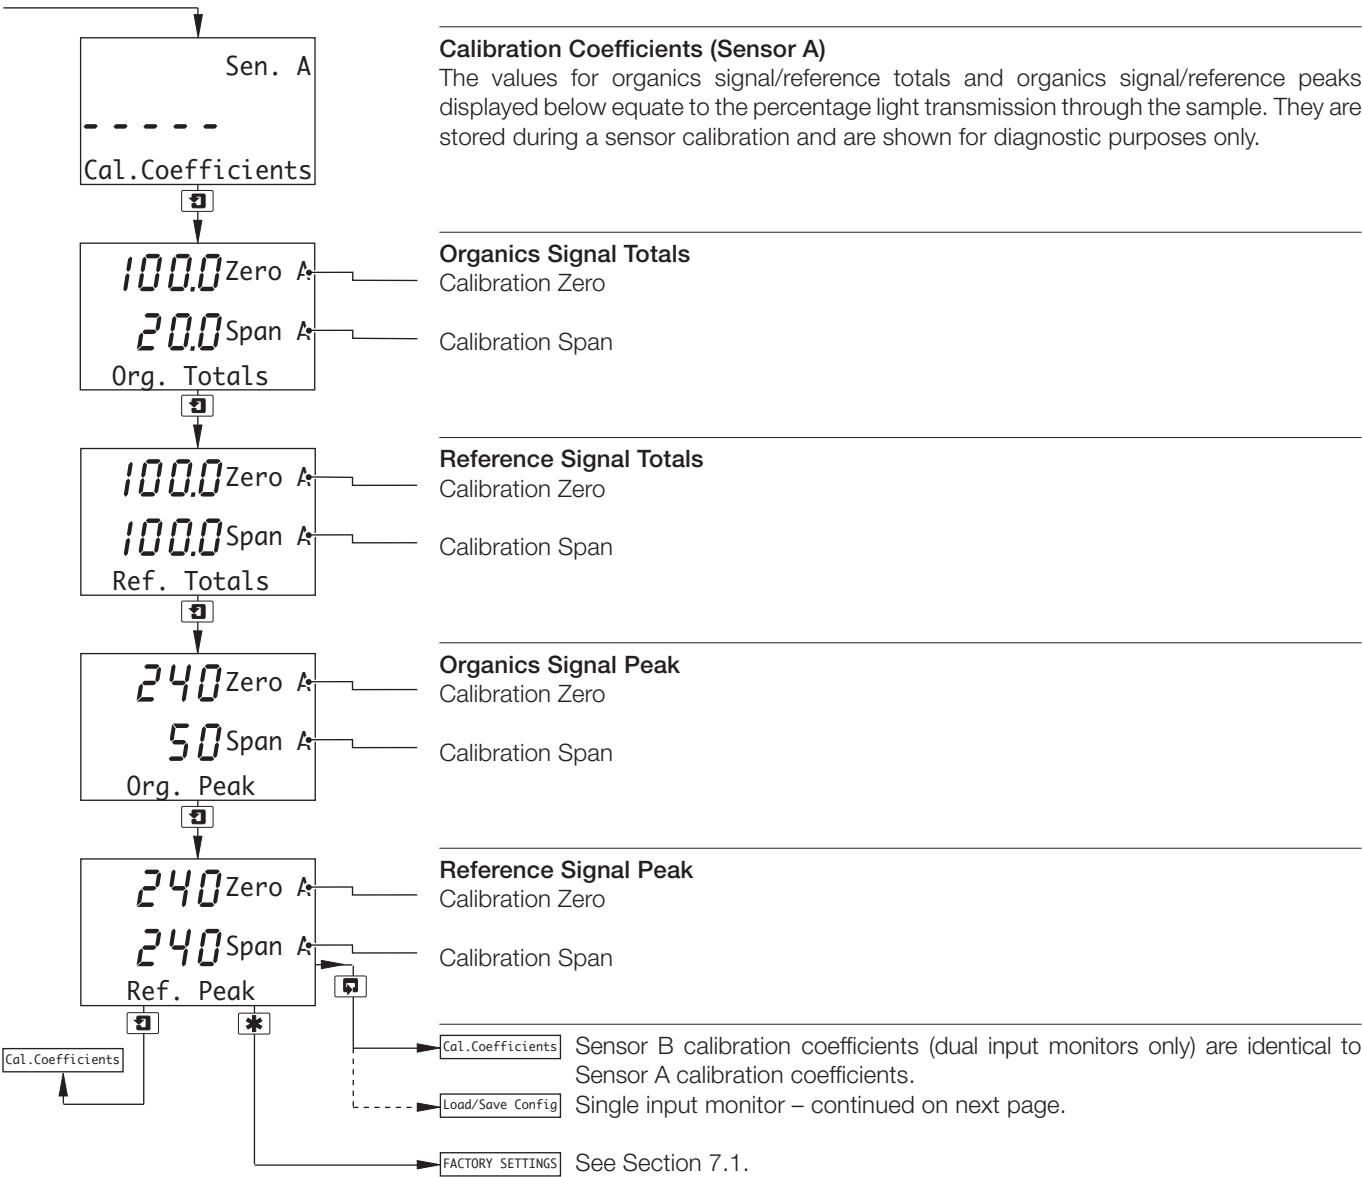 Sen. A
- - - - -
Cal.Coefficients
Calibration Coefficients (Sensor A)
The values for organics signal/reference totals and organics signal/reference peaks
displayed below equate to the percentage light transmission through the sample. They are
stored during a sensor calibration and are shown for diagnostic purposes only.
100.0 Zero A
20.0 Span A
Org. Totals
Organics Signal Totals
Calibration Zero
Calibration Span
100.0 Zero A
100.0 Span A
Ref. Totals
Reference Signal Totals
Calibration Zero
Calibration Span
240 Zero A
50 Span A
Org. Peak
Organics Signal Peak
Calibration Zero
Calibration Span
240 Zero A
240 Span A
Ref. Peak
Reference Signal Peak
Calibration Zero
Calibration Span
Cal.Coefficients
Cal.Coefficients Sensor B calibration coefficients (dual input monitors only) are identical to
Sensor A calibration coefficients.
Load/Save Config Single input monitor – continued on next page.
FACTORY SETTINGS See Section 7.1.